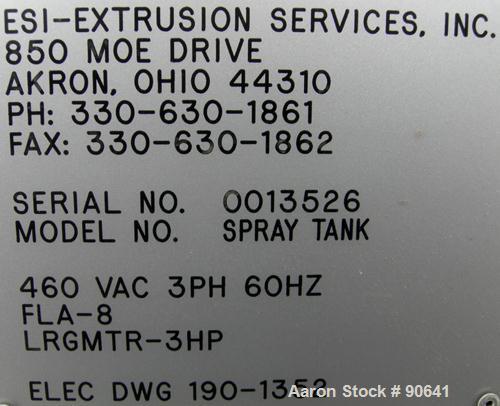 ESI-EXTRUSION SERVICES, INC.
850 MOE DRIVE
AKRON, OHIO 44310
PH: 330-630-1861
FAX: 330-630-1862
SERIAL NO. 0013526
MODEL NO. SPRAY TANK
460 VAC 3PH 60HZ
FLA-8
LRGMTR-3HP
ELEC DWG 190-1352
Aaron Stock # 90641